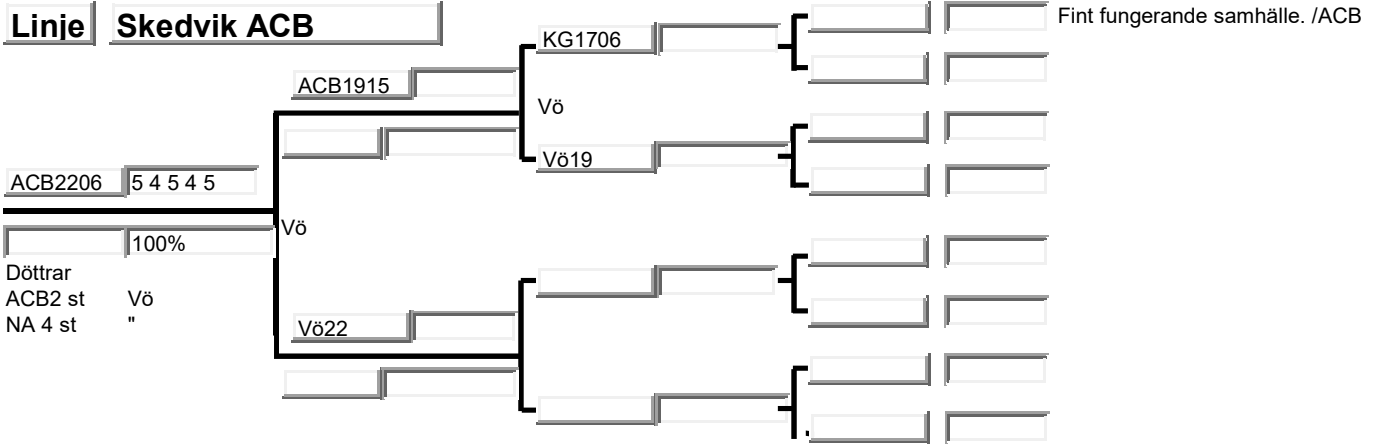 Linje Skedvik ACB
Fint fungerande samhälle. /ACB
KG1706
ACB1915
Vö
Vö19
ACB2206 5 4 5 4 5
Vö
100%
Döttrar
ACB2 st Vö
NA 4 st "
Vö22